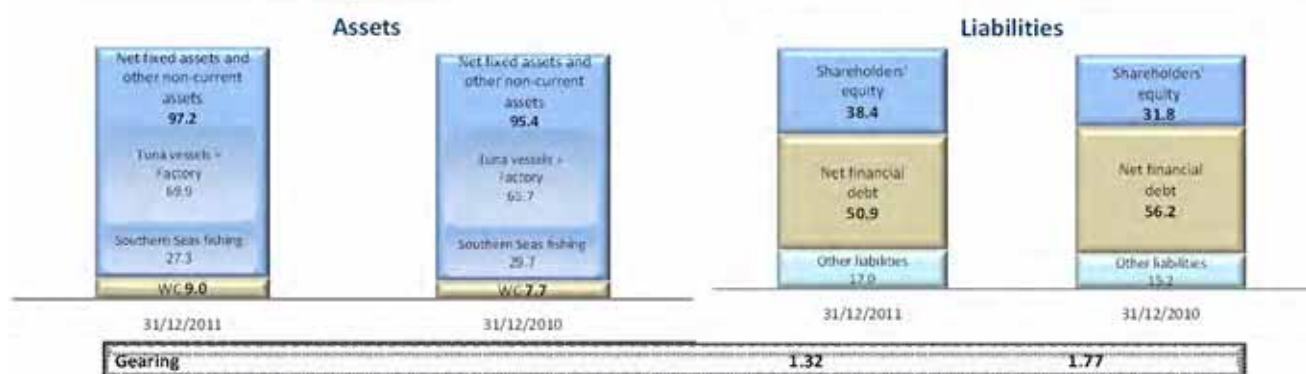 Assets
Net fixed assets and
other non-current
assets
97.2
Tuna vessels +
Factory
69.9
Southern Seas fishing
27.3
WC 9.0
31/12/2011
Net fixed assets and
other non-current
assets
95.4
Tuna vessels +
Factory
65.7
Southern Seas fishing
29.7
WC 7.7
31/12/2010
Liabilities
Shareholders'
equity
38.4
Net financial
debt
50.9
Other liabilities
17.0
31/12/2011
Shareholders'
equity
31.8
Net financial
debt
56.2
Other liabilities
15.2
31/12/2010
Gearing 1.32 1.77